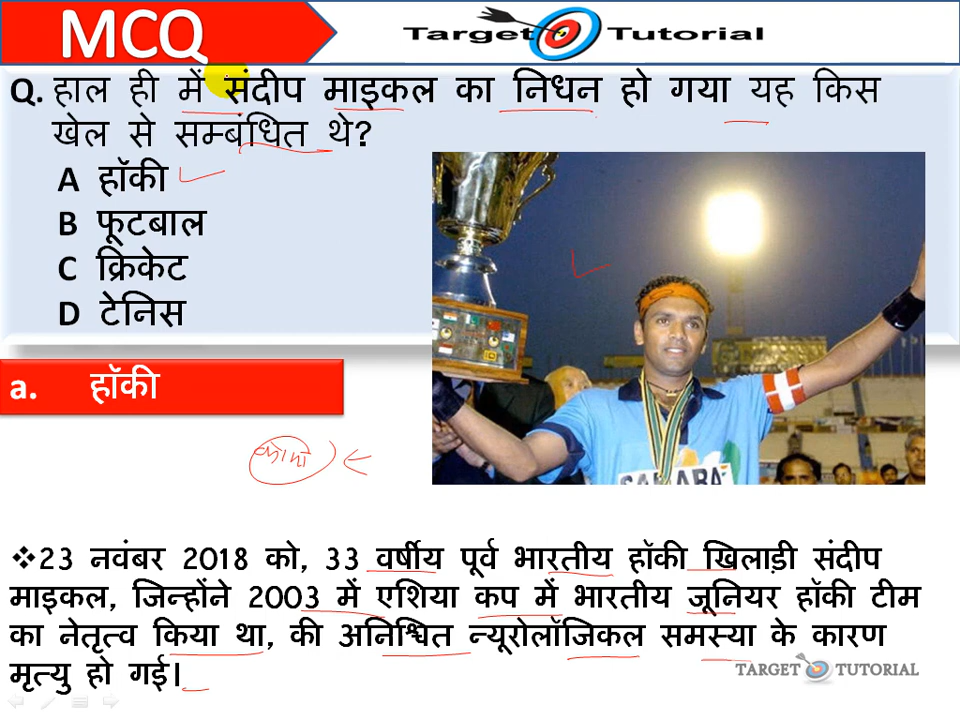 MCQ
Target Tutorial
Q. हाल ही में संदीप माइकल का निधन हो गया यह किस
खेल से सम्बंधित थे?
A हॉकी
B फूटबाल
C क्रिकेट
D टेनिस
a. हॉकी
SAHARA
❖23 नवंबर 2018 को, 33 वर्षीय पूर्व भारतीय हॉकी खिलाड़ी संदीप
माइकल, जिन्होंने 2003 में एशिया कप में भारतीय जूनियर हॉकी टीम
का नेतृत्व किया था, की अनिश्चित न्यूरोलॉजिकल समस्या के कारण
मृत्यु हो गई।
TARGET TUTORIAL